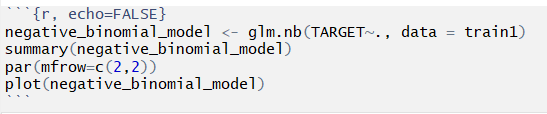 ```{r, echo=FALSE}
negative_binomial_model <- glm.nb(TARGET~., data = train1)
summary(negative_binomial_model)
par(mfrow=c(2,2))
plot(negative_binomial_model)
```